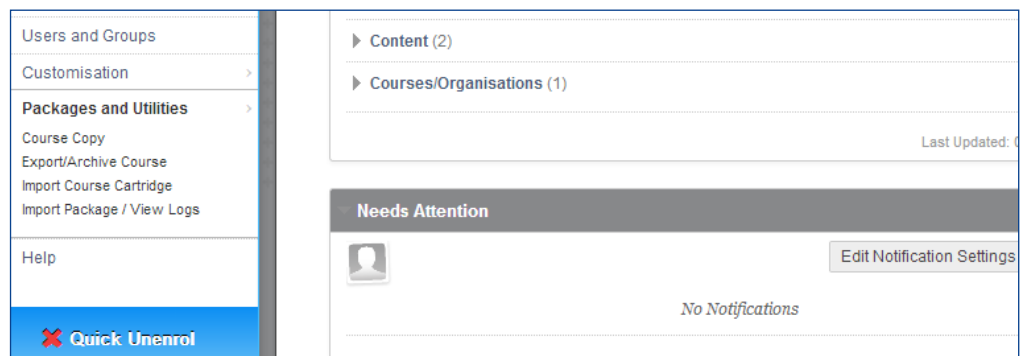 Users and Groups
Customisation
Packages and Utilities
Course Copy
Export/Archive Course
Import Course Cartridge
Import Package / View Logs
Help
Quick Unenrol
Content (2)
Courses/Organisations (1)
Last Updated:
Needs Attention
Edit Notification Settings
No Notifications